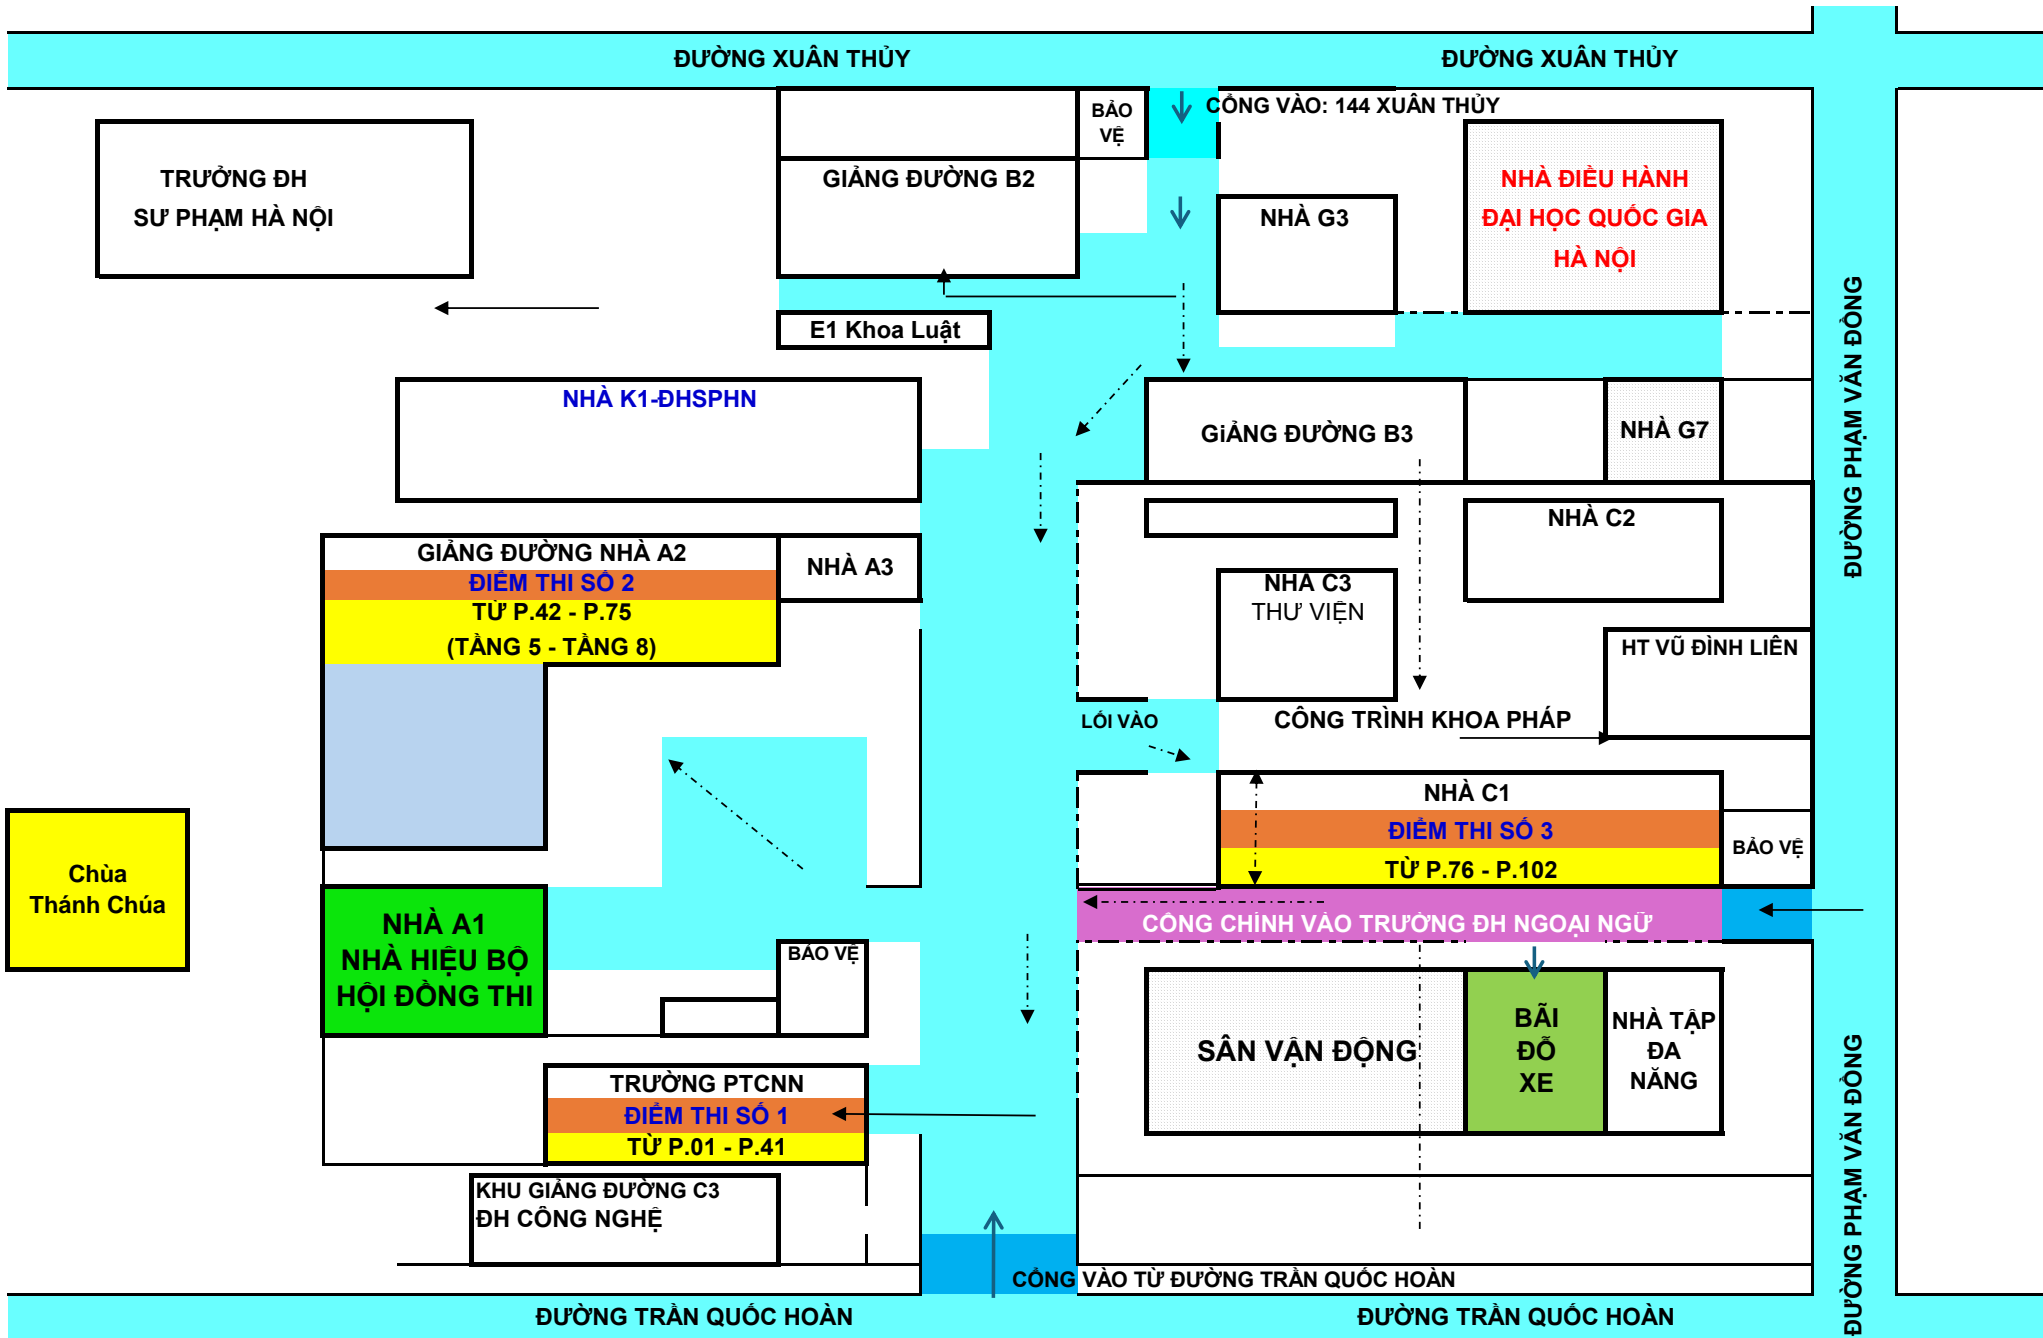 ĐƯỜNG XUÂN THỦY
ĐƯỜNG XUÂN THỦY
BẢO
VỆ
CỔNG VÀO: 144 XUÂN THỦY
TRƯỞNG ĐH
SƯ PHẠM HÀ NỘI
GIẢNG ĐƯỜNG B2
NHÀ G3
NHÀ ĐIỀU HÀNH
ĐẠI HỌC QUỐC GIA
HÀ NỘI
E1 Khoa Luật
ĐƯỜNG PHẠM VĂN ĐỒNG
NHÀ K1-ĐHSPHN
GiẢNG ĐƯỜNG B3
NHÀ G7
GIẢNG ĐƯỜNG NHÀ A2
ĐIỂM THI SỐ 2
TỪ P.42 - P.75
(TẦNG 5 - TẦNG 8)
NHÀ A3
NHÀ C2
NHÀ C3
THƯ VIỆN
HT VŨ ĐÌNH LIÊN
LỐI VÀO
CÔNG TRÌNH KHOA PHÁP
NHÀ C1
ĐIỂM THI SỐ 3
TỪ P.76 - P.102
BẢO VỆ
Chùa
Thánh Chúa
NHÀ A1
NHÀ HIỆU BỘ
HỘI ĐỒNG THI
CỔNG CHÍNH VÀO TRƯỜNG ĐH NGOẠI NGỮ
BẢO VỆ
SÂN VẬN ĐỘNG
BÃI
ĐỖ
XE
NHÀ TẬP
ĐA
NĂNG
TRƯỜNG PTCNN
ĐIỂM THI SỐ 1
TỪ P.01 - P.41
ĐƯỜNG PHẠM VĂN ĐỒNG
KHU GIẢNG ĐƯỜNG C3
ĐH CÔNG NGHỆ
CỔNG VÀO TỪ ĐƯỜNG TRẦN QUỐC HOÀN
ĐƯỜNG TRẦN QUỐC HOÀN
ĐƯỜNG TRẦN QUỐC HOÀN